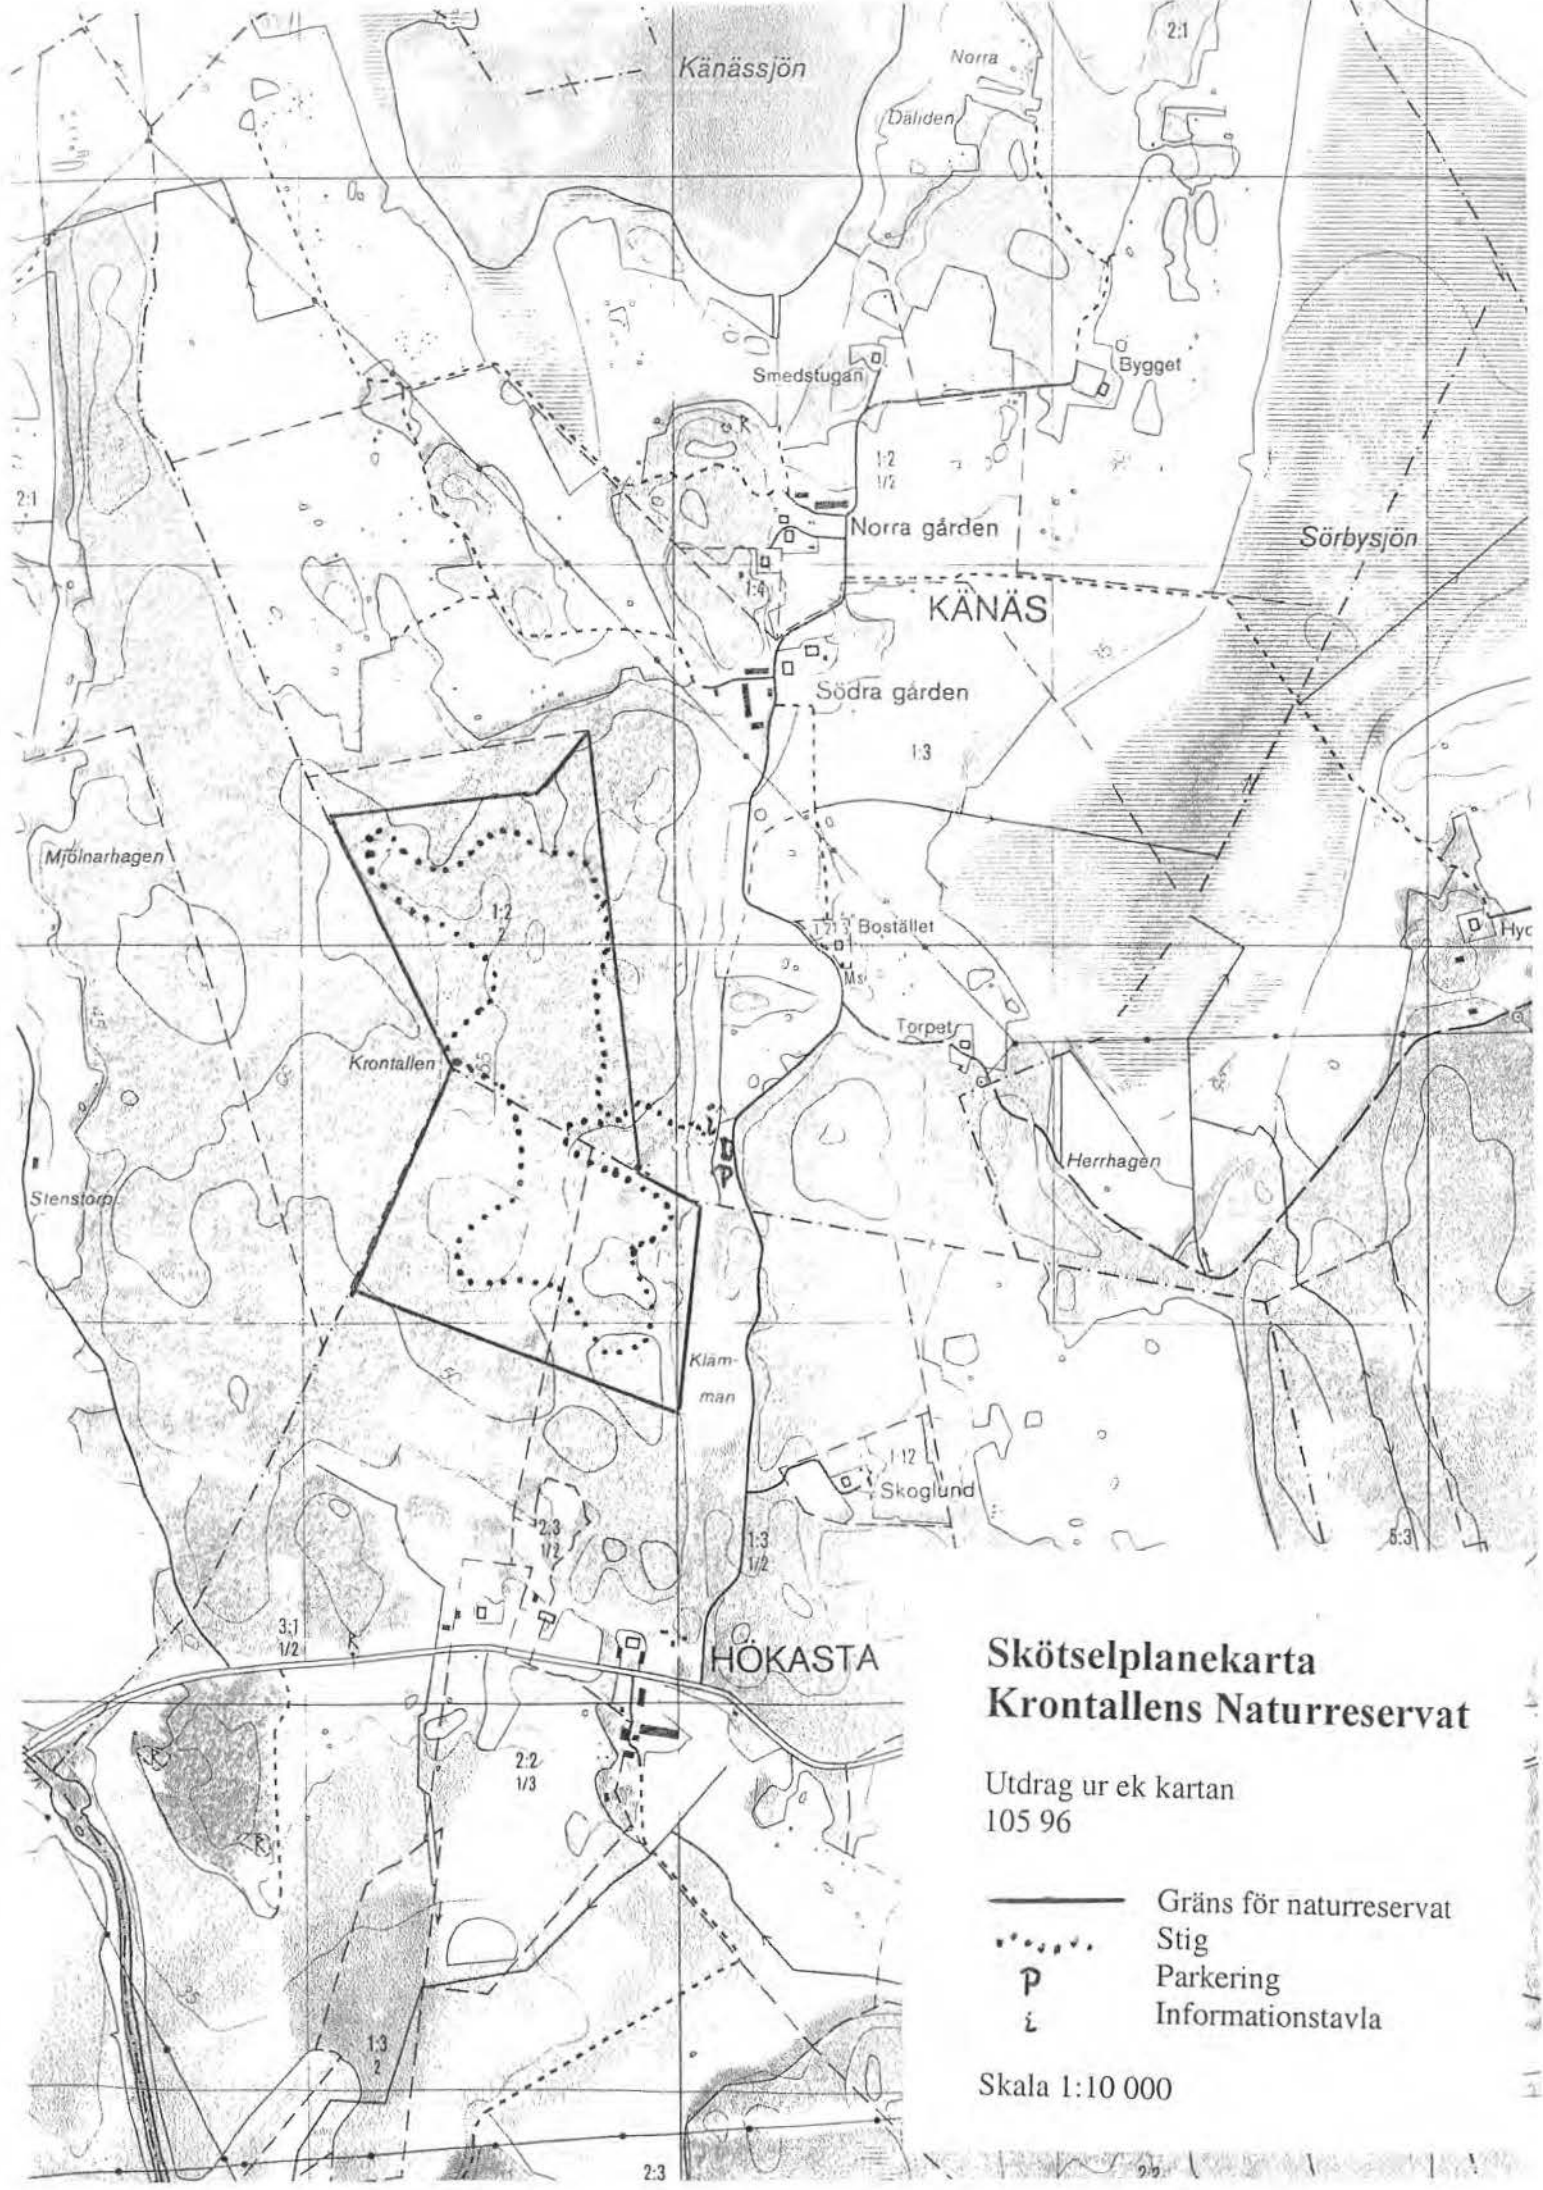 2:1
Känässjön
Norra
Däliden
Smedstugan
Bygget
R
1:2
1/2
2:1
Norra gården
Sörbysjön
1:4
KÄNÄS
Södra gården
1:3
Mjölnarhagen
1:2
2
Bostället
Hyd
Ms
Torpet
Krontallen
i
P
P
Herrhagen
Stenstorp
Kläm-
man
1:12
Skoglund
2:3
1/2
1:3
1/2
5:3
3:1
1/2
R
HÖKASTA
Skötselplanekarta
Krontallens Naturreservat
R
2:2
1/3
Utdrag ur ek kartan
105 96
R
Gräns för naturreservat
Stig
P Parkering
i Informationstavla
1:3
2
Skala 1:10 000
2:3
2:2